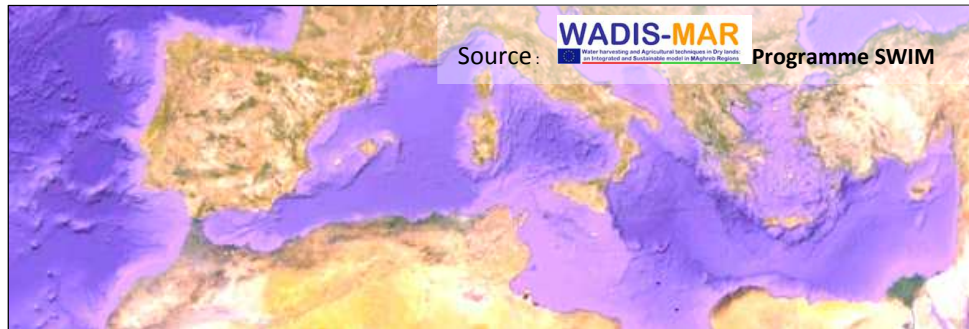 Source: WADIS-MAR Programme SWIM
Water harvesting and Agricultural techniques in Dry lands:
an Integrated and Sustainable model in MAghreb Regions